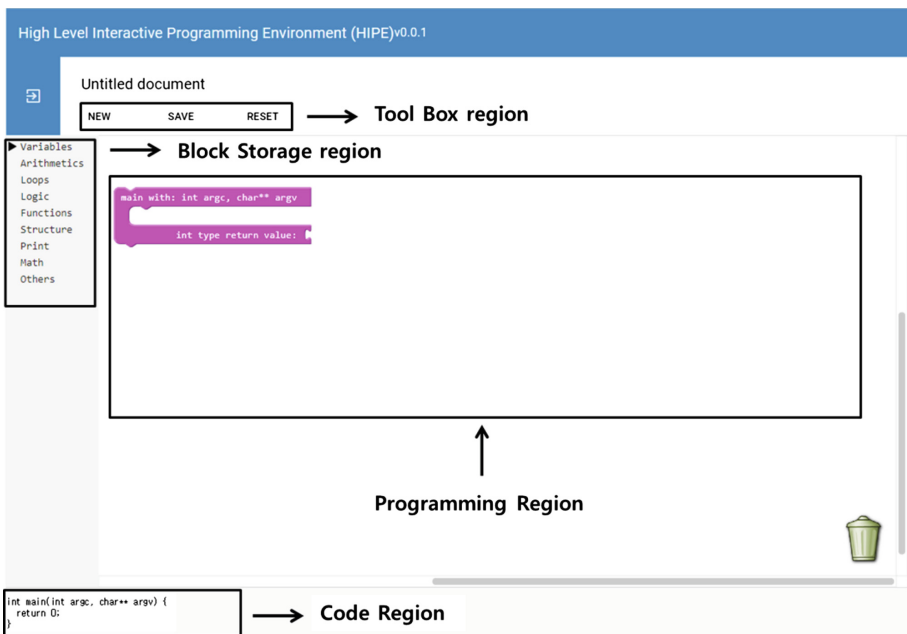 High Level Interactive Programming Environment (HIPE)v0.0.1
Untitled document
NEW SAVE RESET
Tool Box region
Variables
Block Storage region
Arithmetics
Loops
Logic
Functions
Structure
Print
Math
Others
main with: int argc, char** argv
int type return value:
Programming Region
int main(int argc, char** argv) {
return 0;
}
Code Region